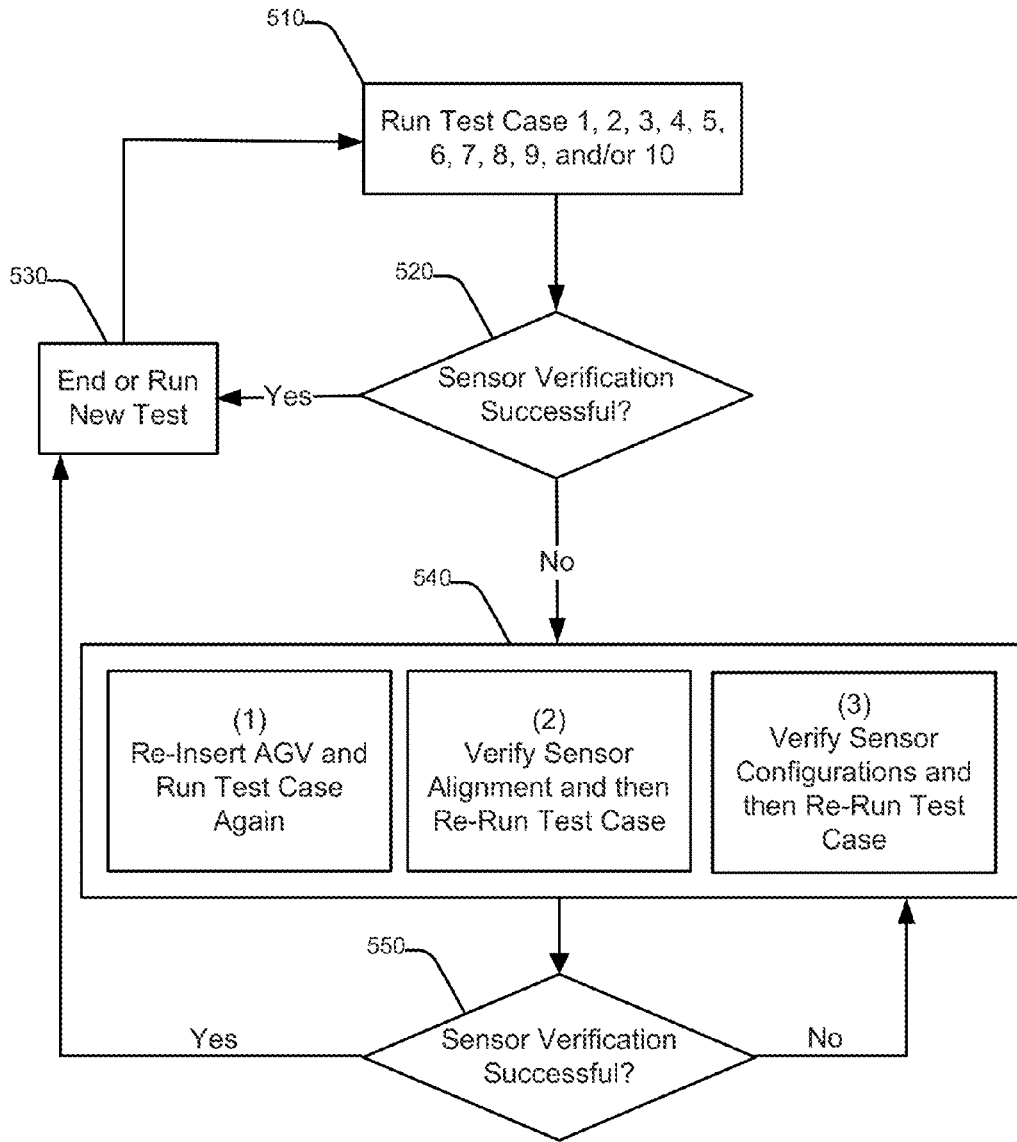 510
Run Test Case 1, 2, 3, 4, 5,
6, 7, 8, 9, and/or 10
530
520
End or Run
New Test
Yes
Sensor Verification
Successful?
No
540
(1)
Re-Insert AGV and
Run Test Case
Again
(2)
Verify Sensor
Alignment and then
Re-Run Test Case
(3)
Verify Sensor
Configurations and
then Re-Run Test
Case
550
Yes
Sensor Verification
Successful?
No